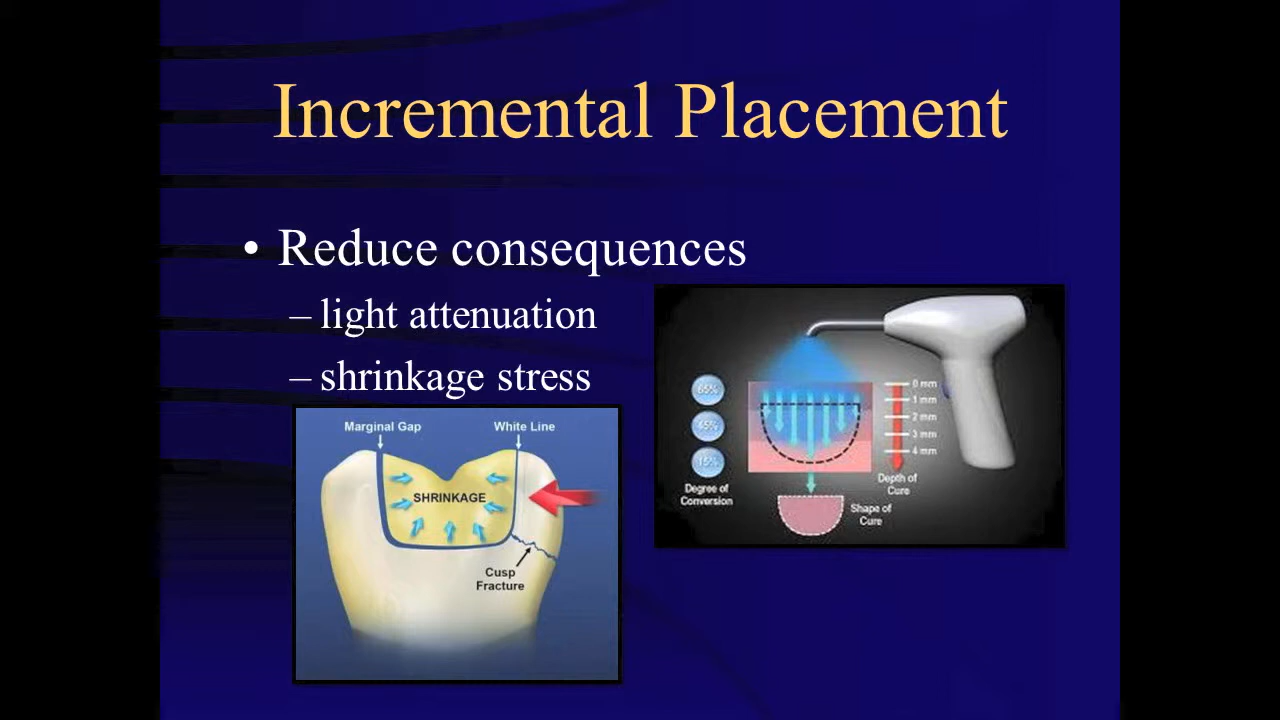 Incremental Placement
• Reduce consequences
– light attenuation
– shrinkage stress
Marginal Gap
White Line
SHRINKAGE
Cusp
Fracture
0 mm
1 mm
2 mm
3 mm
4 mm
Degree of
Conversion
Depth of
Cure
Shape of
Cure